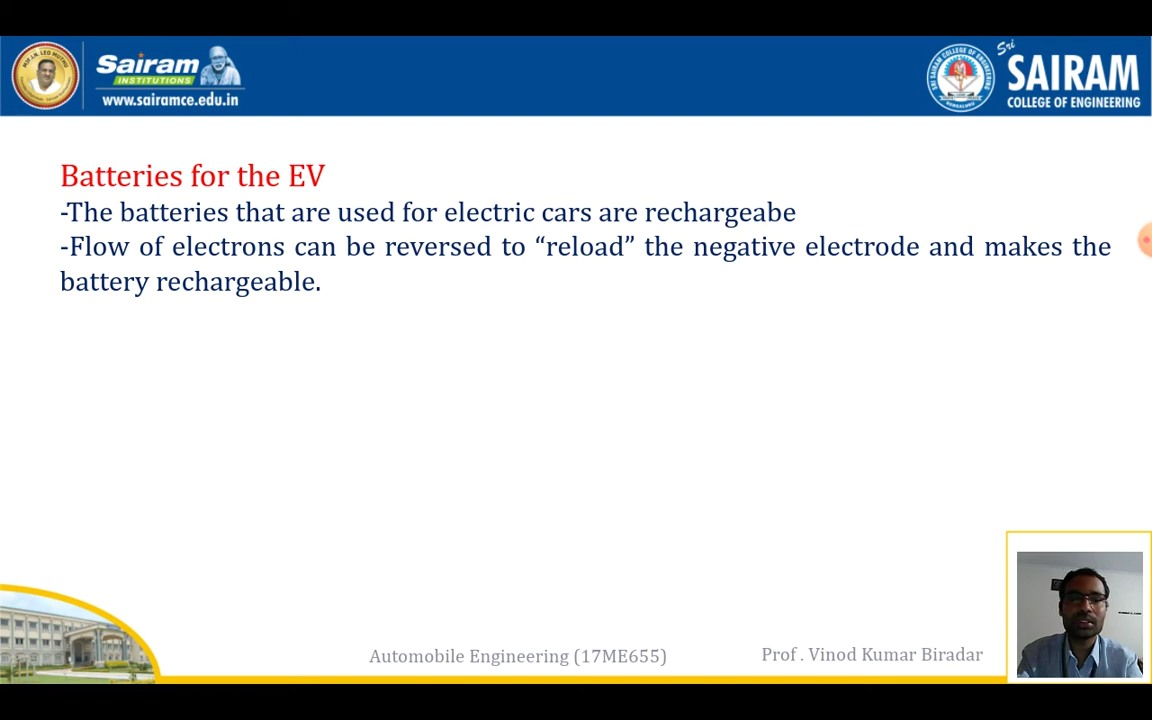 Sairam
INSTITUTIONS
www.sairamce.edu.in
Sri
SAIRAM
COLLEGE OF ENGINEERING
Batteries for the EV
-The batteries that are used for electric cars are rechargeabe
-Flow of electrons can be reversed to “reload” the negative electrode and makes the
battery rechargeable.
Automobile Engineering (17ME655)
Prof . Vinod Kumar Biradar